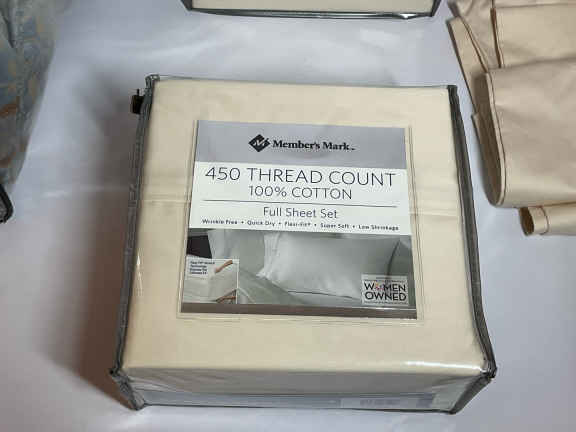 Member's Mark™
450 THREAD COUNT
100% COTTON
Full Sheet Set
Wrinkle Free • Quick Dry • Flexi-Fit® • Super Soft • Low Shrinkage
WOMEN
OWNED